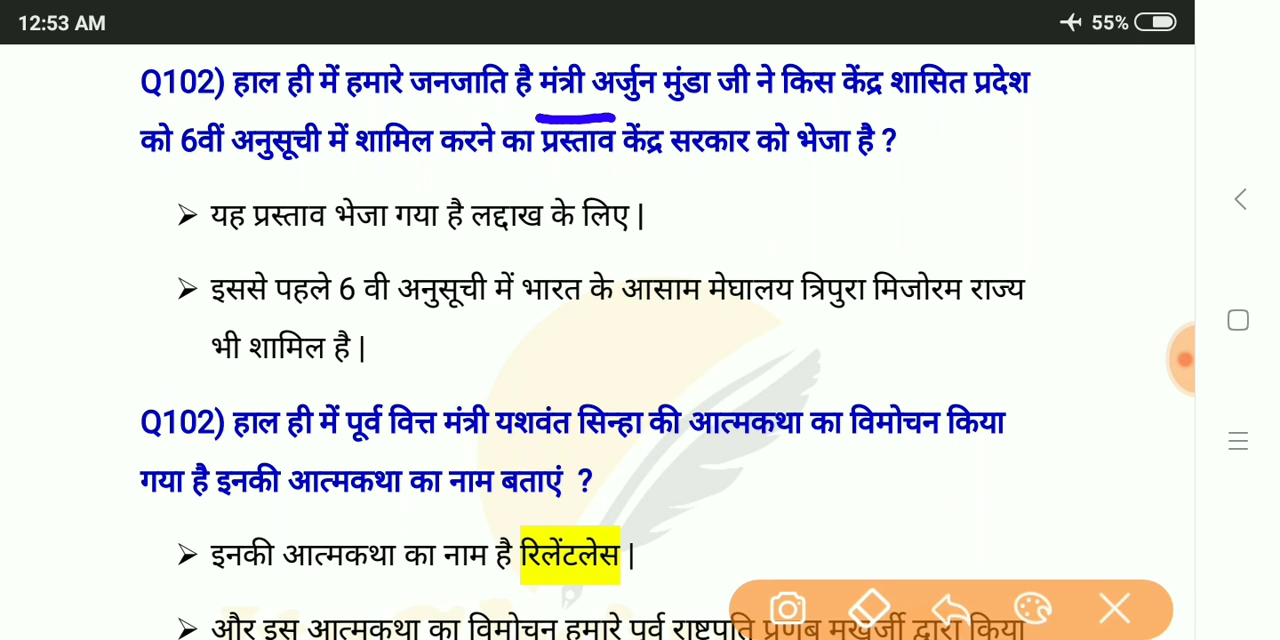 12:53 AM 55%
Q102) हाल ही में हमारे जनजाति है मंत्री अर्जुन मुंडा जी ने किस केंद्र शासित प्रदेश
को 6वीं अनुसूची में शामिल करने का प्रस्ताव केंद्र सरकार को भेजा है ?
➢ यह प्रस्ताव भेजा गया है लद्दाख के लिए |
➢ इससे पहले 6 वी अनुसूची में भारत के आसाम मेघालय त्रिपुरा मिजोरम राज्य
भी शामिल है |
Q102) हाल ही में पूर्व वित्त मंत्री यशवंत सिन्हा की आत्मकथा का विमोचन किया
गया है इनकी आत्मकथा का नाम बताएं ?
➢ इनकी आत्मकथा का नाम है रिलेंटलेस |
➢ और इस आत्मकथा का विमोचन हमारे पूर्व राष्ट्रपति प्रणब मुखर्जी द्वारा किया